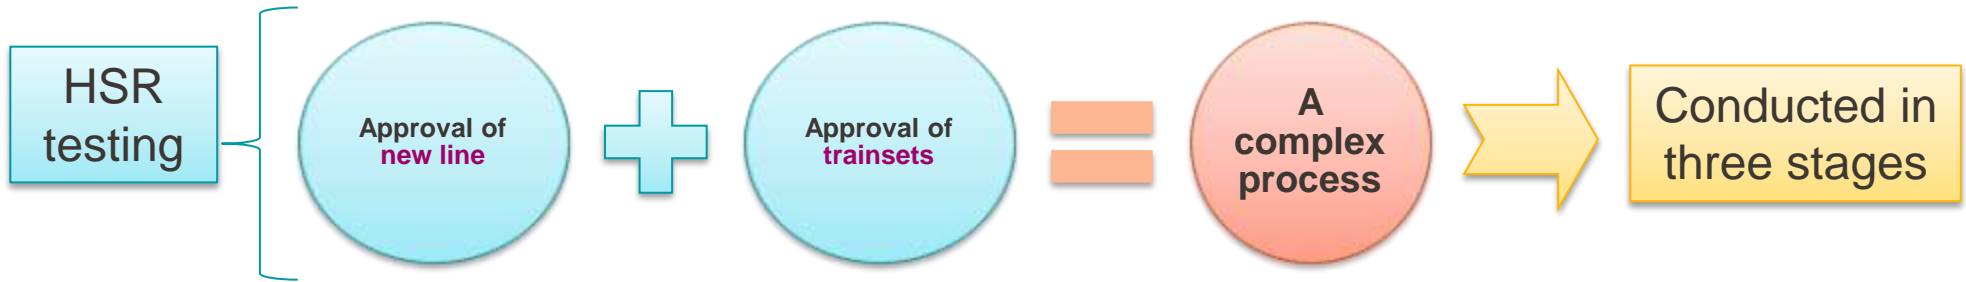 HSR
testing
Approval of
new line
Approval of
trainsets
A
complex
process
Conducted in
three stages